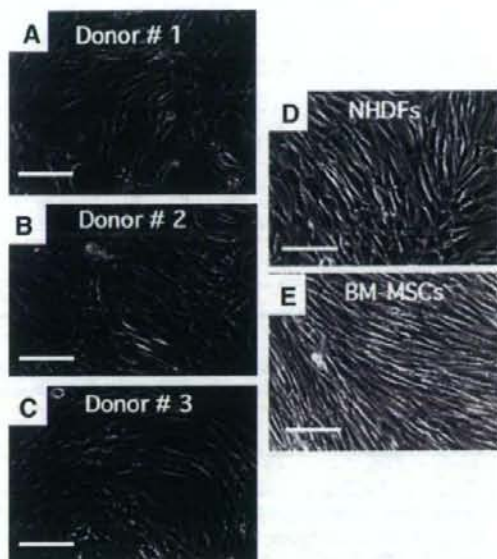 A
Donor # 1
B
Donor # 2
C
Donor # 3
D
NHDFs
E
BM-MSCs